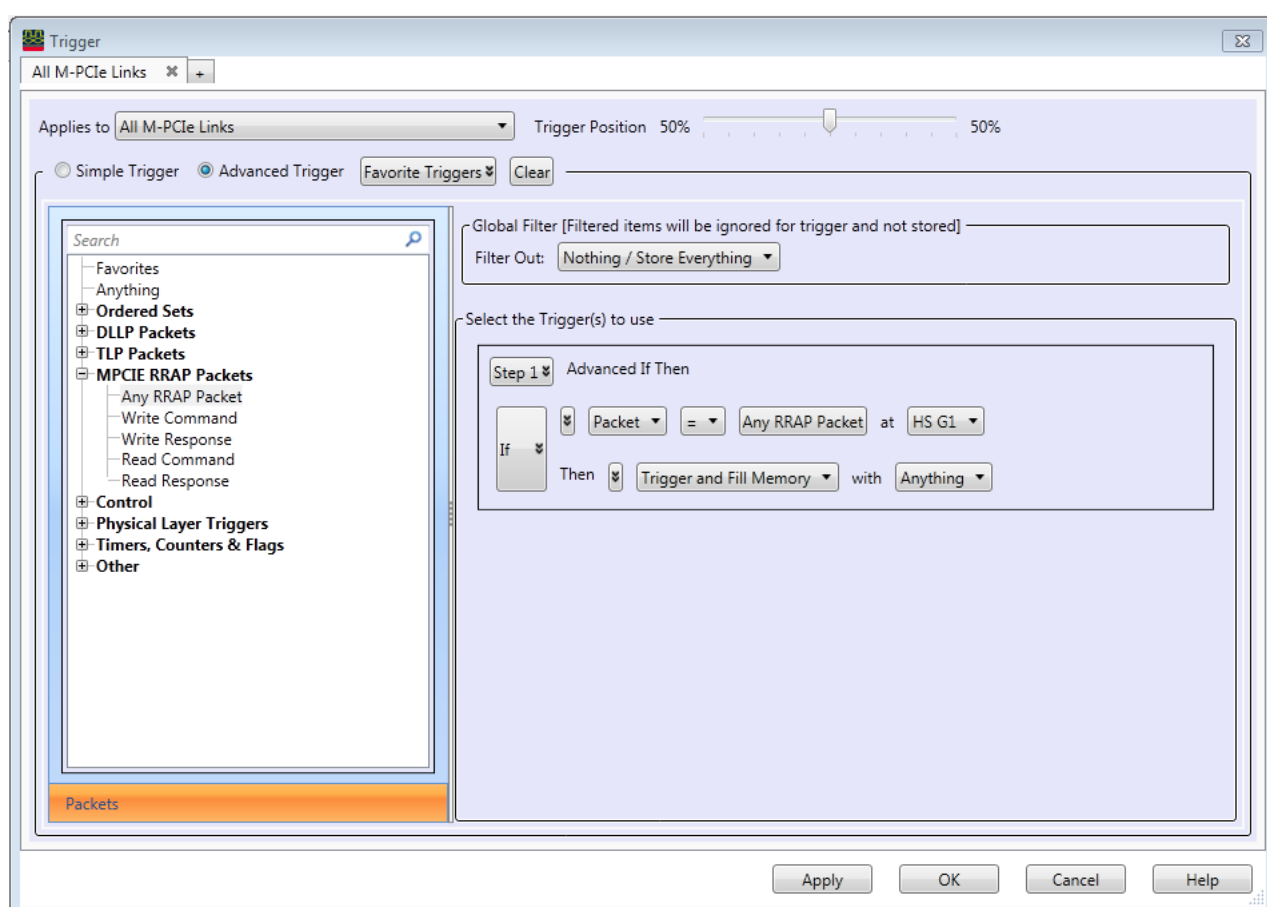 Trigger
All M-PCIe Links
+
Applies to All M-PCIe Links Trigger Position 50% 50%
Simple Trigger Advanced Trigger Favorite Triggers Clear
Search
Favorites
Anything
Ordered Sets
DLLP Packets
TLP Packets
MPCIE RRAP Packets
Any RRAP Packet
Write Command
Write Response
Read Command
Read Response
Control
Physical Layer Triggers
Timers, Counters & Flags
Other
Packets
Global Filter [Filtered items will be ignored for trigger and not stored]
Filter Out: Nothing / Store Everything
Select the Trigger(s) to use
Step 1 Advanced If Then
If Packet = Any RRAP Packet at HS G1
Then Trigger and Fill Memory with Anything
Apply OK Cancel Help